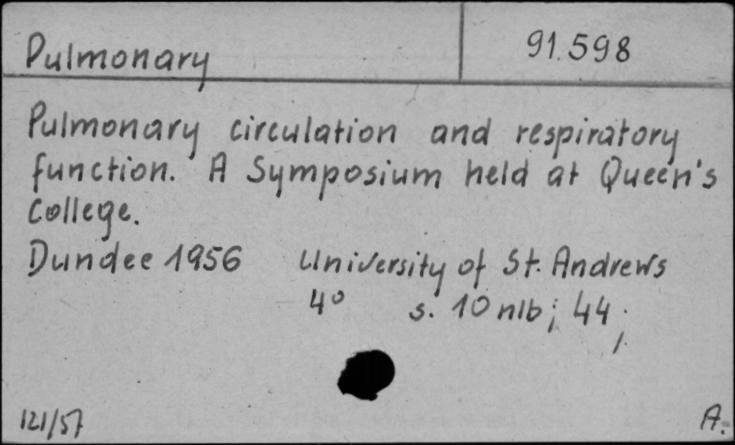 Pulmonary 91.598
Pulmonary circulation and respiratory
function. A Symposium held at Queen's
College.
Dundee 1956 University of St. Andrews
4° s. 10 nlb; 44;
121/57 A.